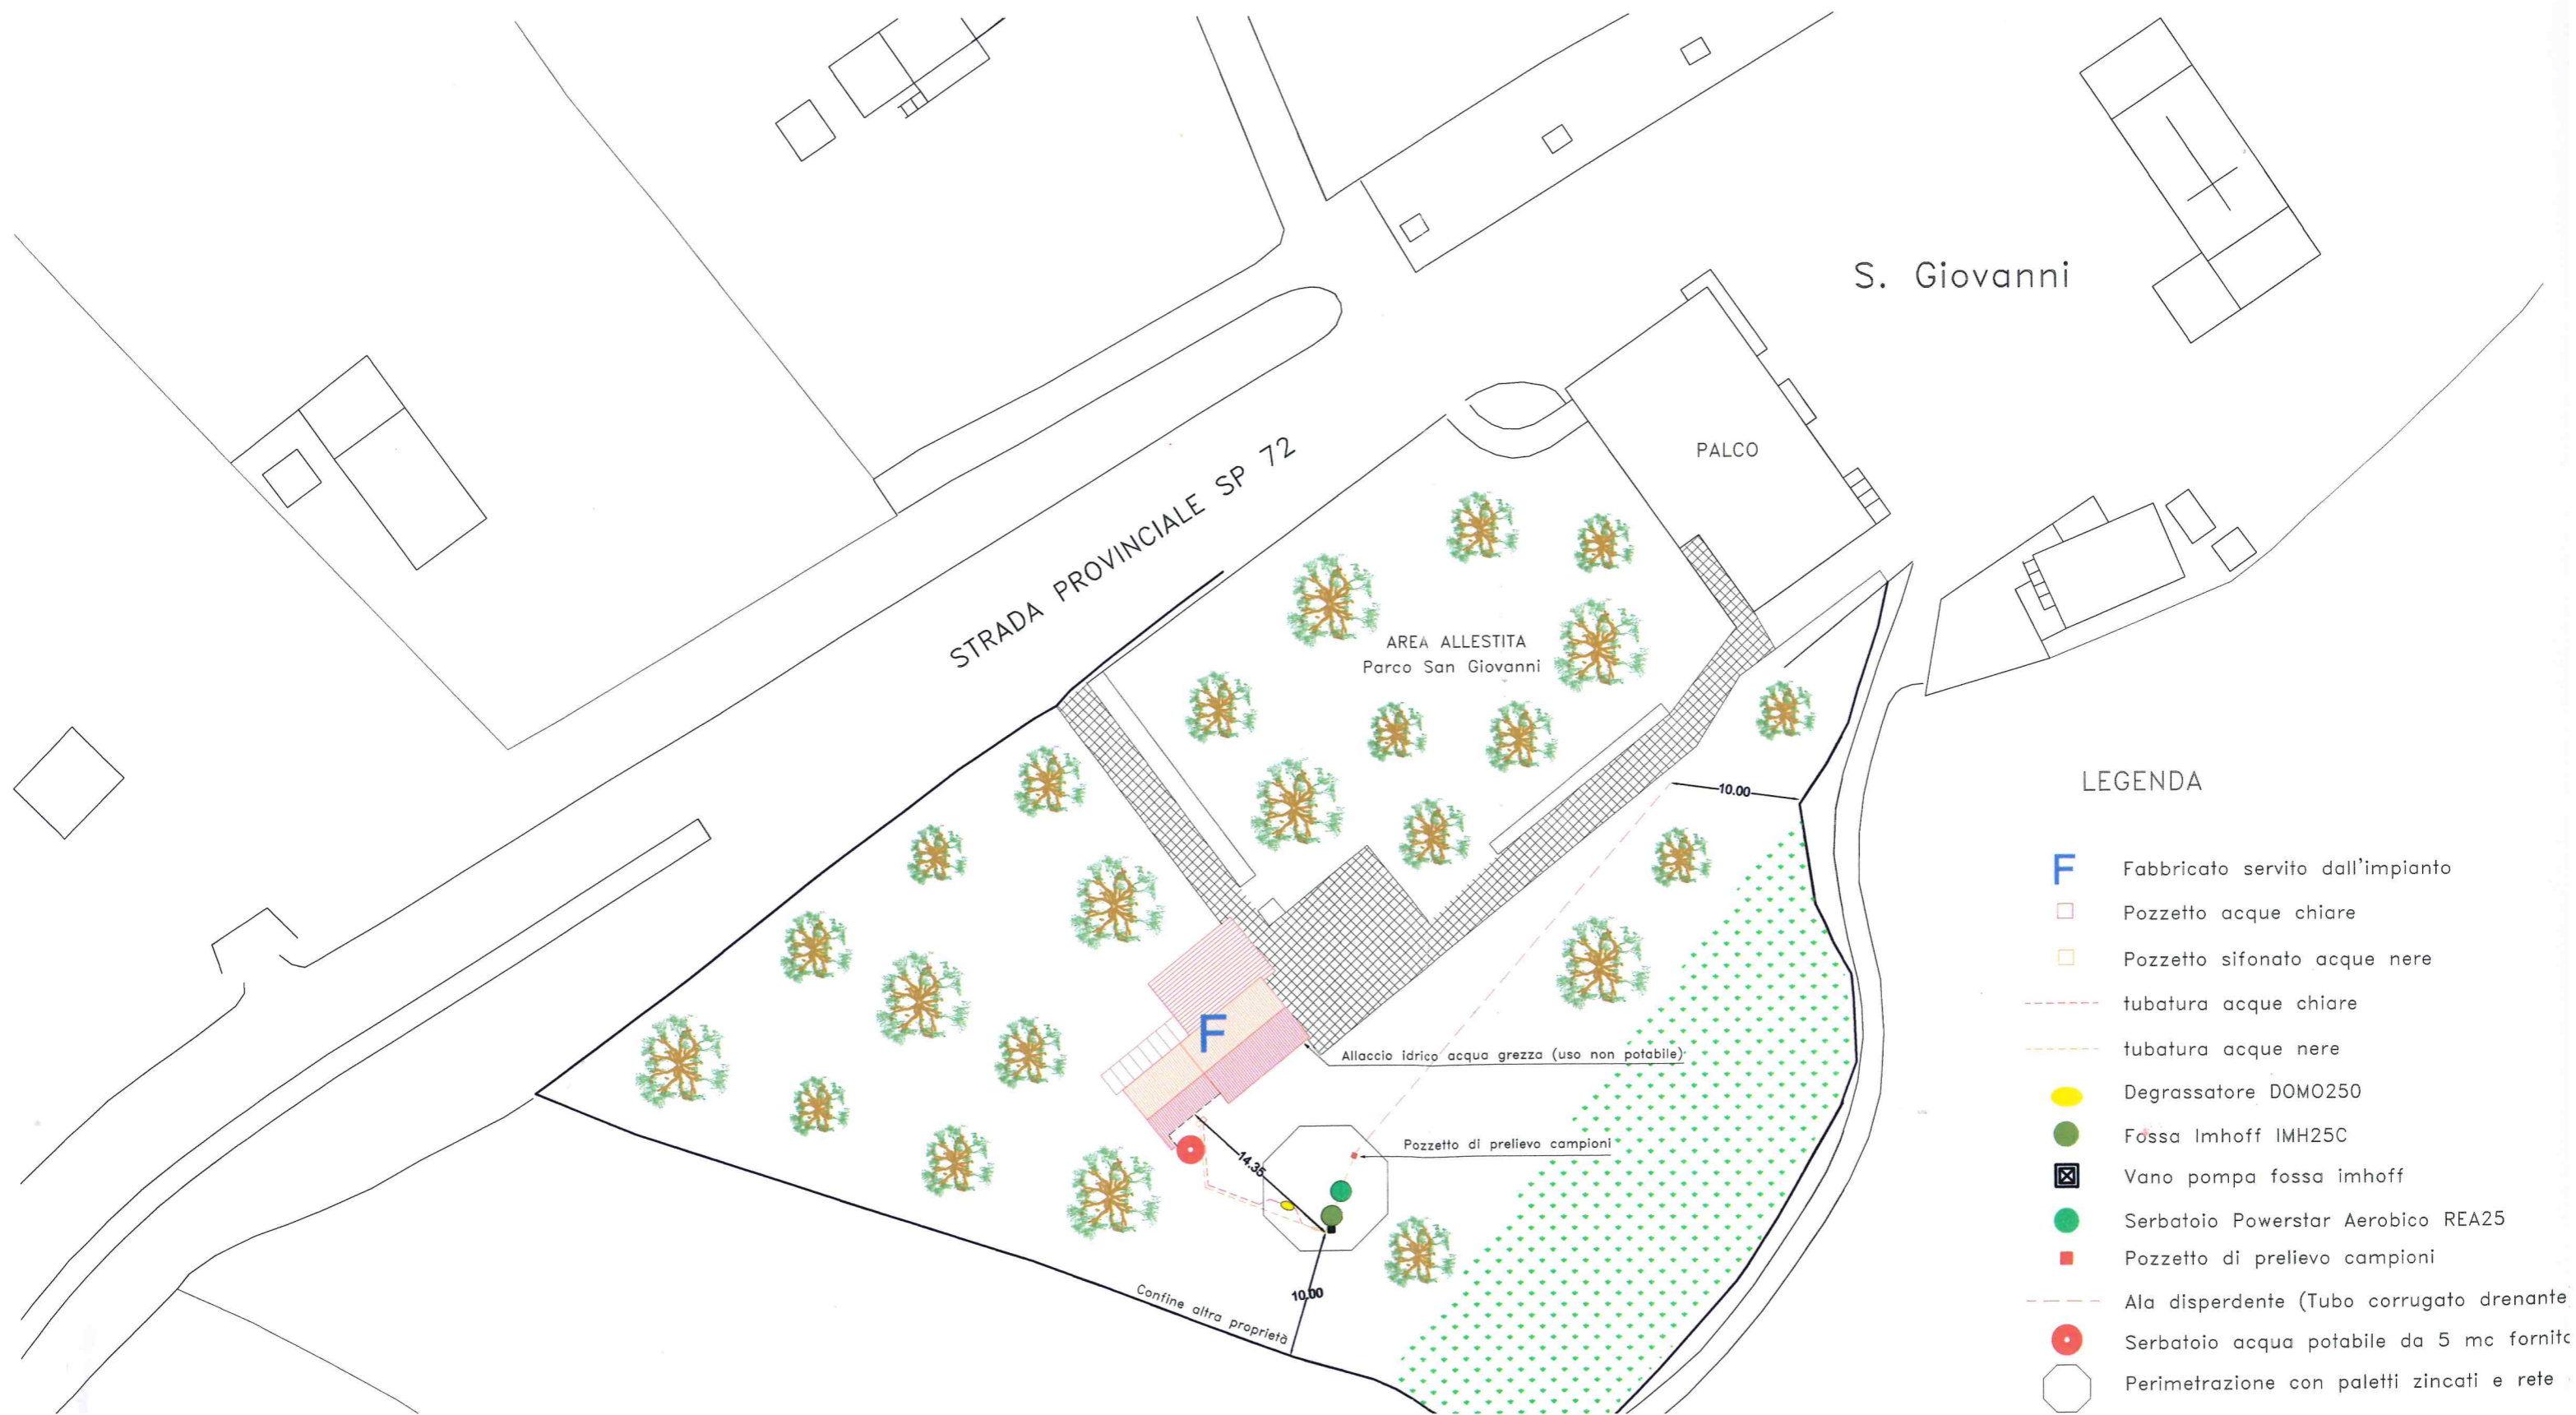 S. Giovanni
PALCO
STRADA PROVINCIALE SP 72
AREA ALLESTITA
Parco San Giovanni
10.00
F
Allaccio idrico acqua grezza (uso non potabile)
Pozzetto di prelievo campioni
14.35
10.00
Confine altra proprietà
LEGENDA
F Fabbricato servito dall'impianto
Pozzetto acque chiare
Pozzetto sifonato acque nere
tubatura acque chiare
tubatura acque nere
Degrassatore DOMO250
Fossa Imhoff IMH25C
Vano pompa fossa imhoff
Serbatoio Powerstar Aerobico REA25
Pozzetto di prelievo campioni
Ala disperdente (Tubo corrugato drenante
Serbatoio acqua potabile da 5 mc
Perimetrazione con paletti zincati e rete